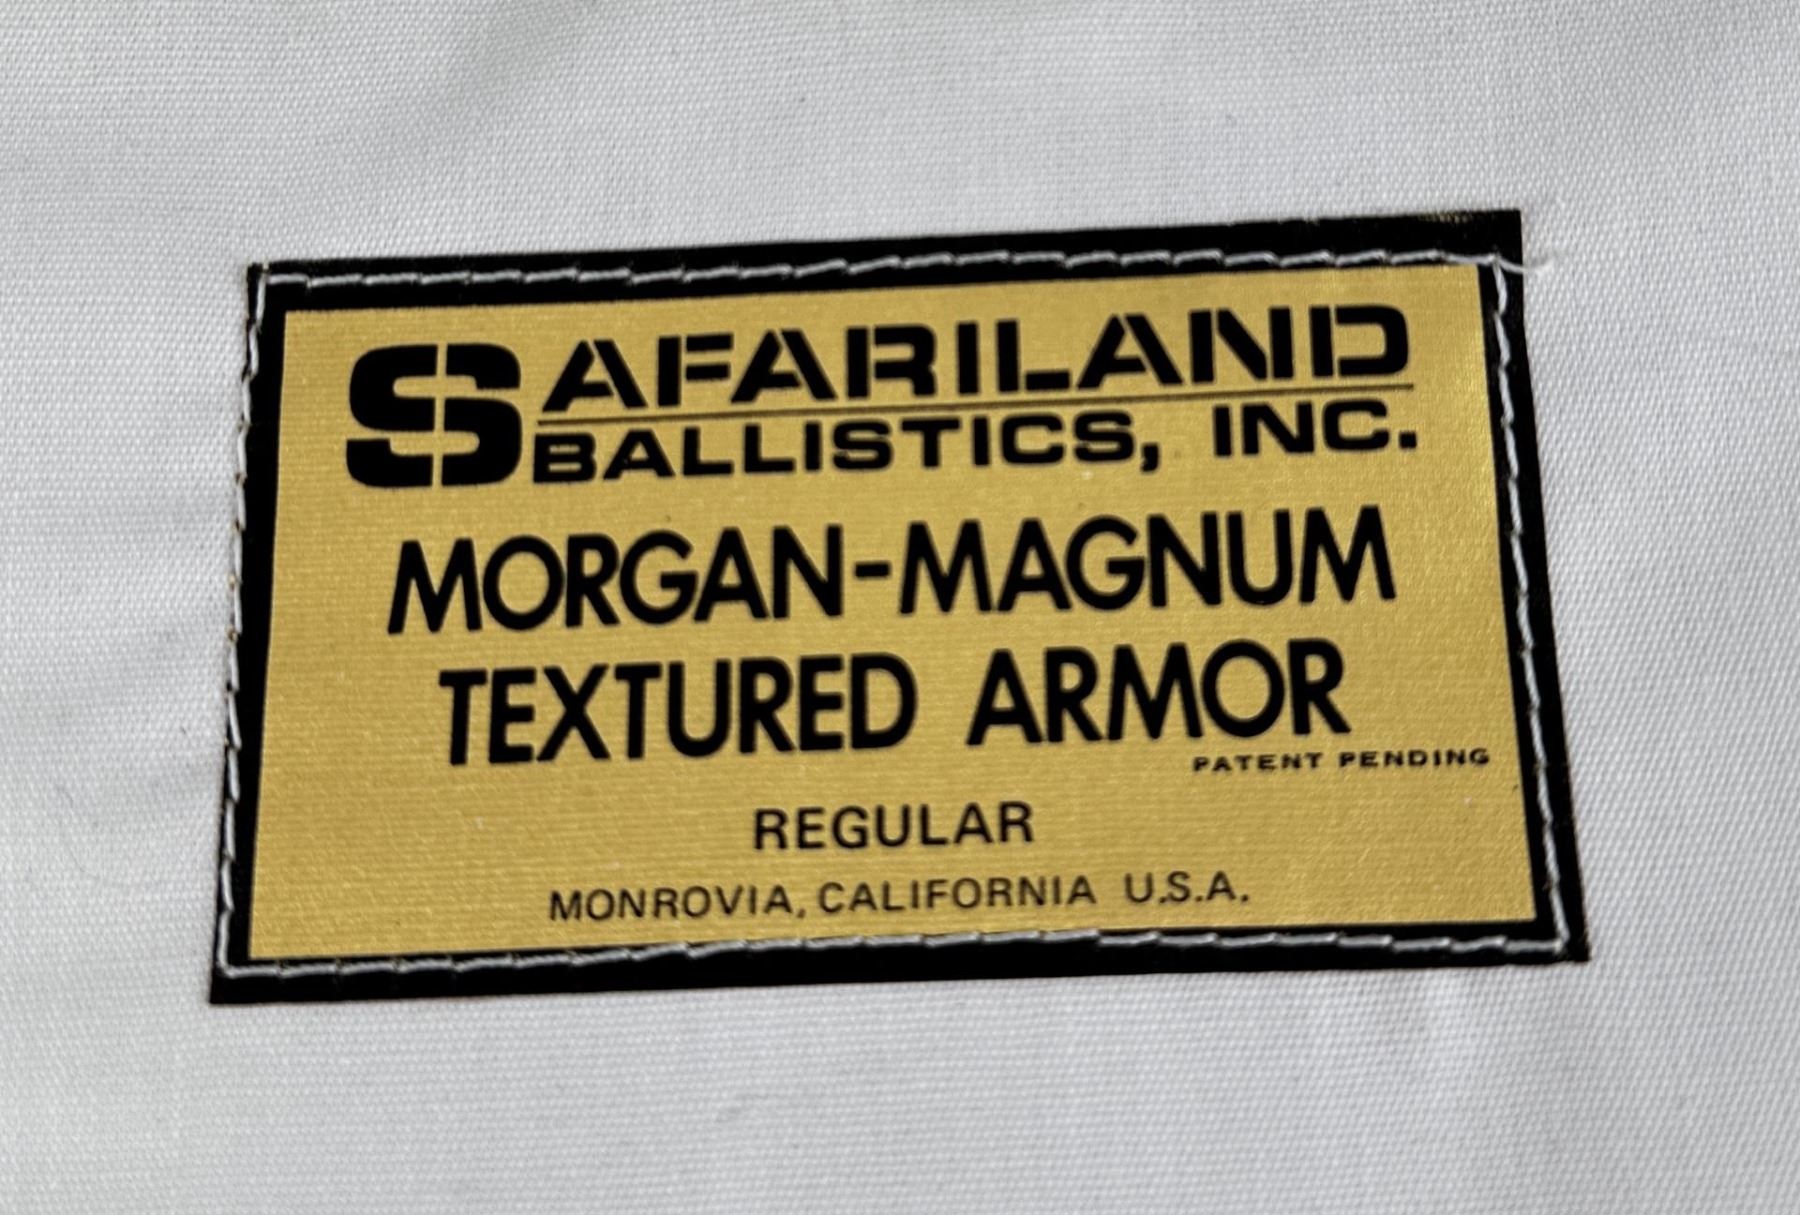 SAFARILAND
BALLISTICS, INC.
MORGAN-MAGNUM
TEXTURED ARMOR
PATENT PENDING
REGULAR
MONROVIA, CALIFORNIA U.S.A.